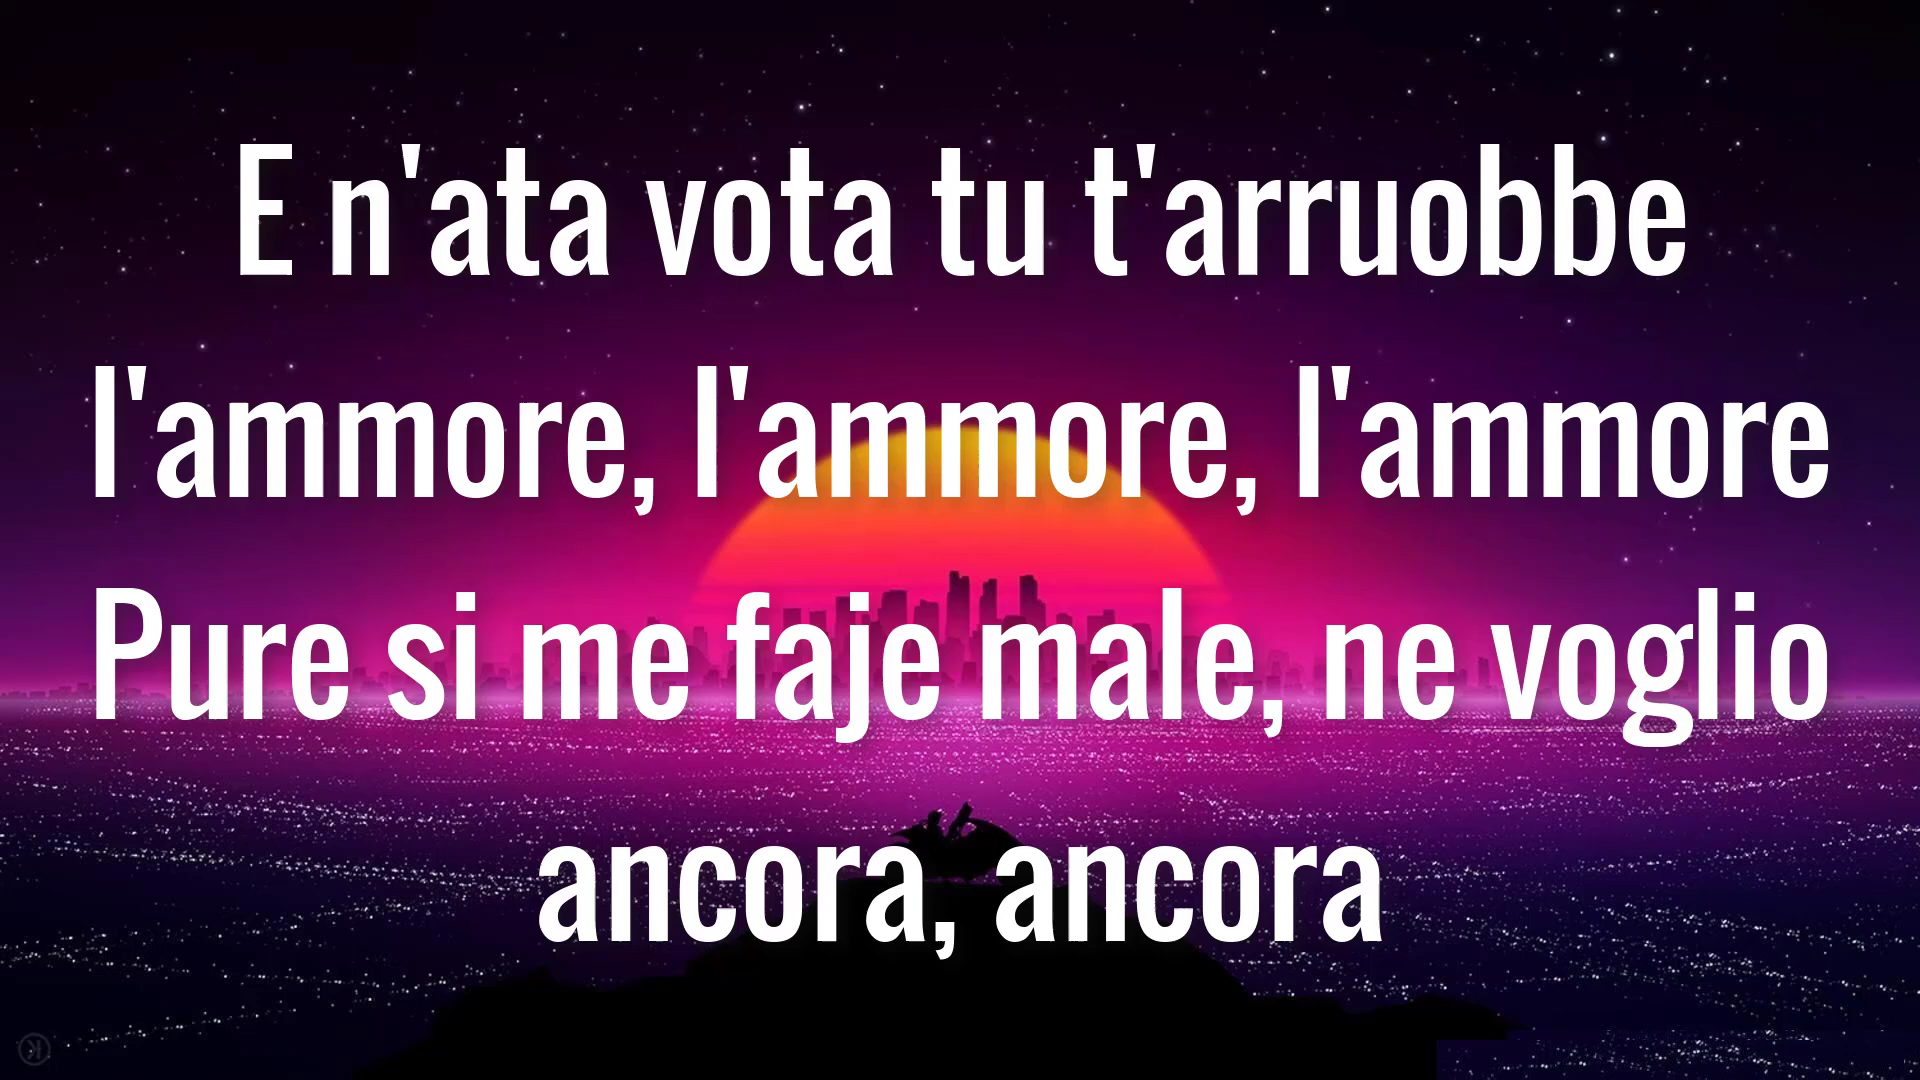 E n'ata vota tu t'arruobbe
l'ammore, l'ammore, l'ammore
Pure si me faje male, ne voglio
ancora, ancora